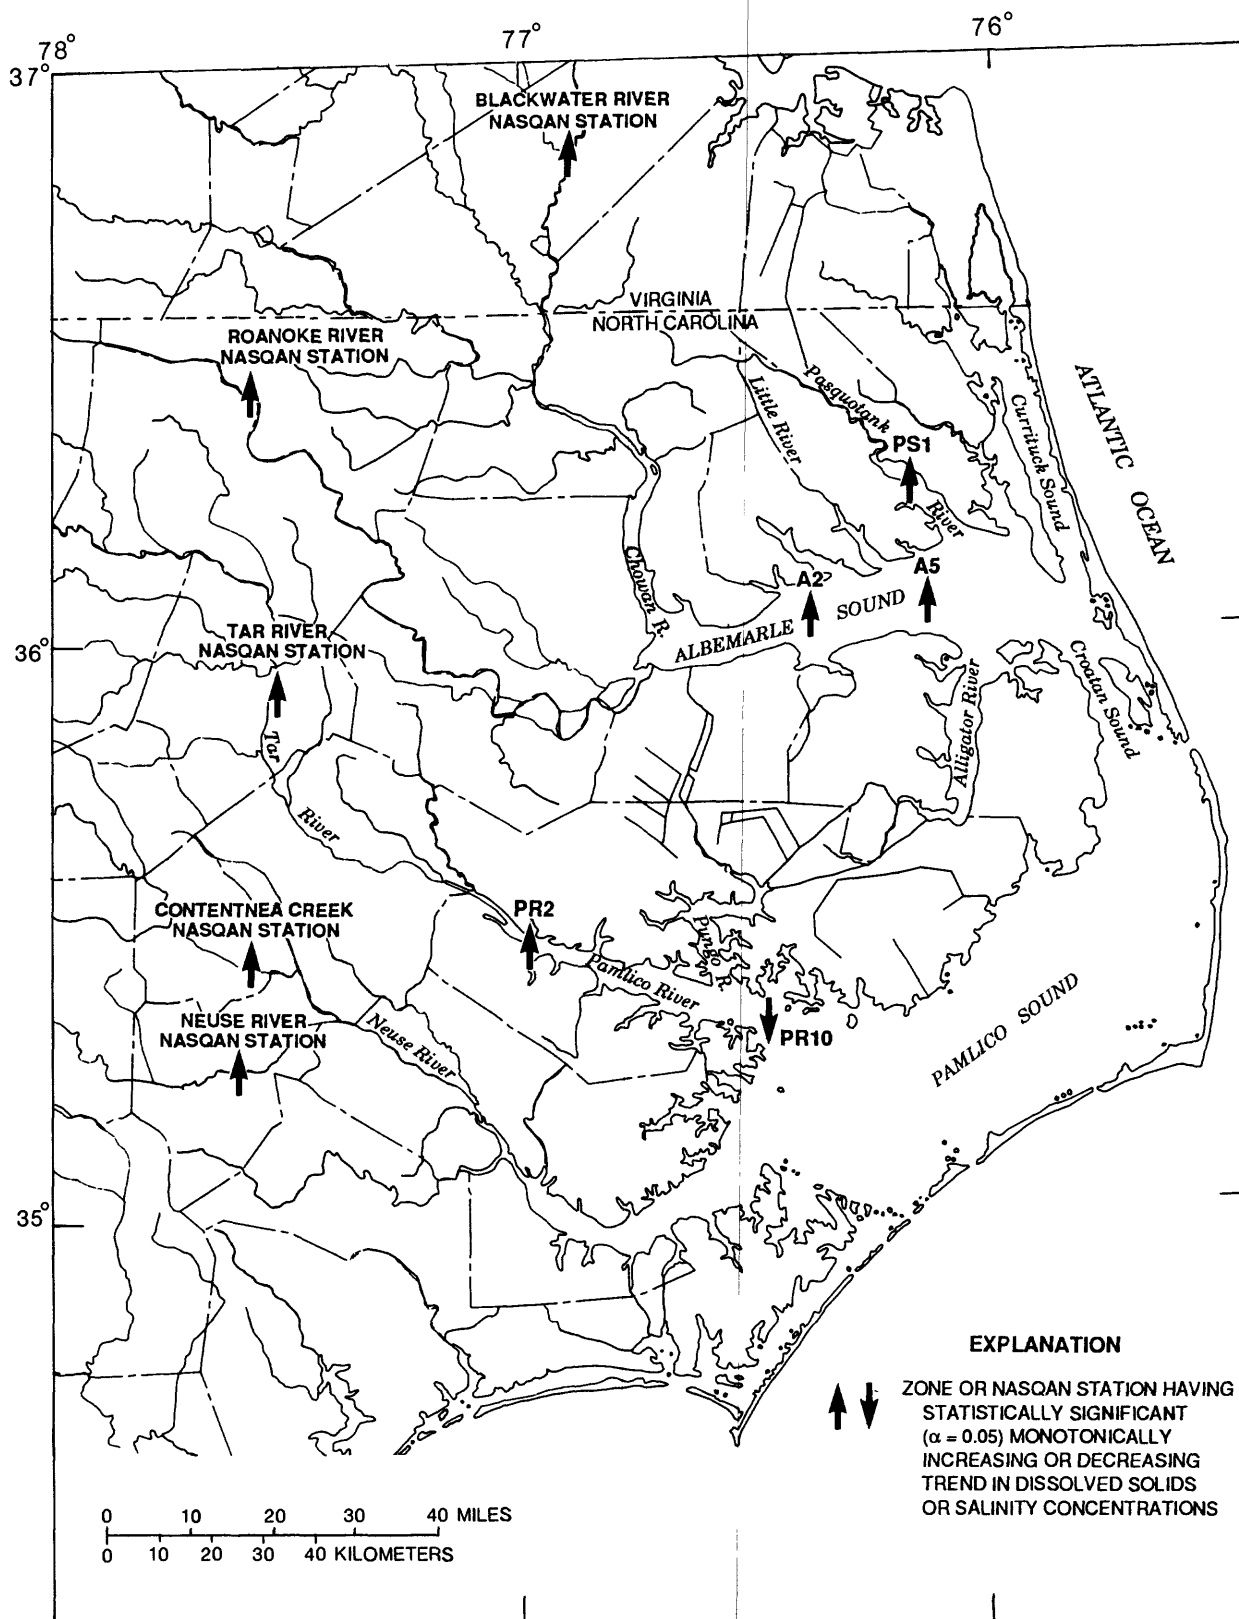 78°
77°
76°
37°
BLACKWATER RIVER
NASQAN STATION
VIRGINIA
NORTH CAROLINA
ROANOKE RIVER
NASQAN STATION
Little River
Pasquotank
River
PS1
Currituck Sound
ATLANTIC OCEAN
Chowan R.
A2
A5
ALBEMARLE SOUND
36°
TAR RIVER
NASQAN STATION
Tar
River
Alligator River
Croatan Sound
CONTENTNEA CREEK
NASQAN STATION
PR2
Pungo R.
Pamlico River
NEUSE RIVER
NASQAN STATION
Neuse River
PR10
PAMLICO SOUND
35°
EXPLANATION
ZONE OR NASQAN STATION HAVING
STATISTICALLY SIGNIFICANT
(α = 0.05) MONOTONICALLY
INCREASING OR DECREASING
TREND IN DISSOLVED SOLIDS
OR SALINITY CONCENTRATIONS
0 10 20 30 40 MILES
0 10 20 30 40 KILOMETERS